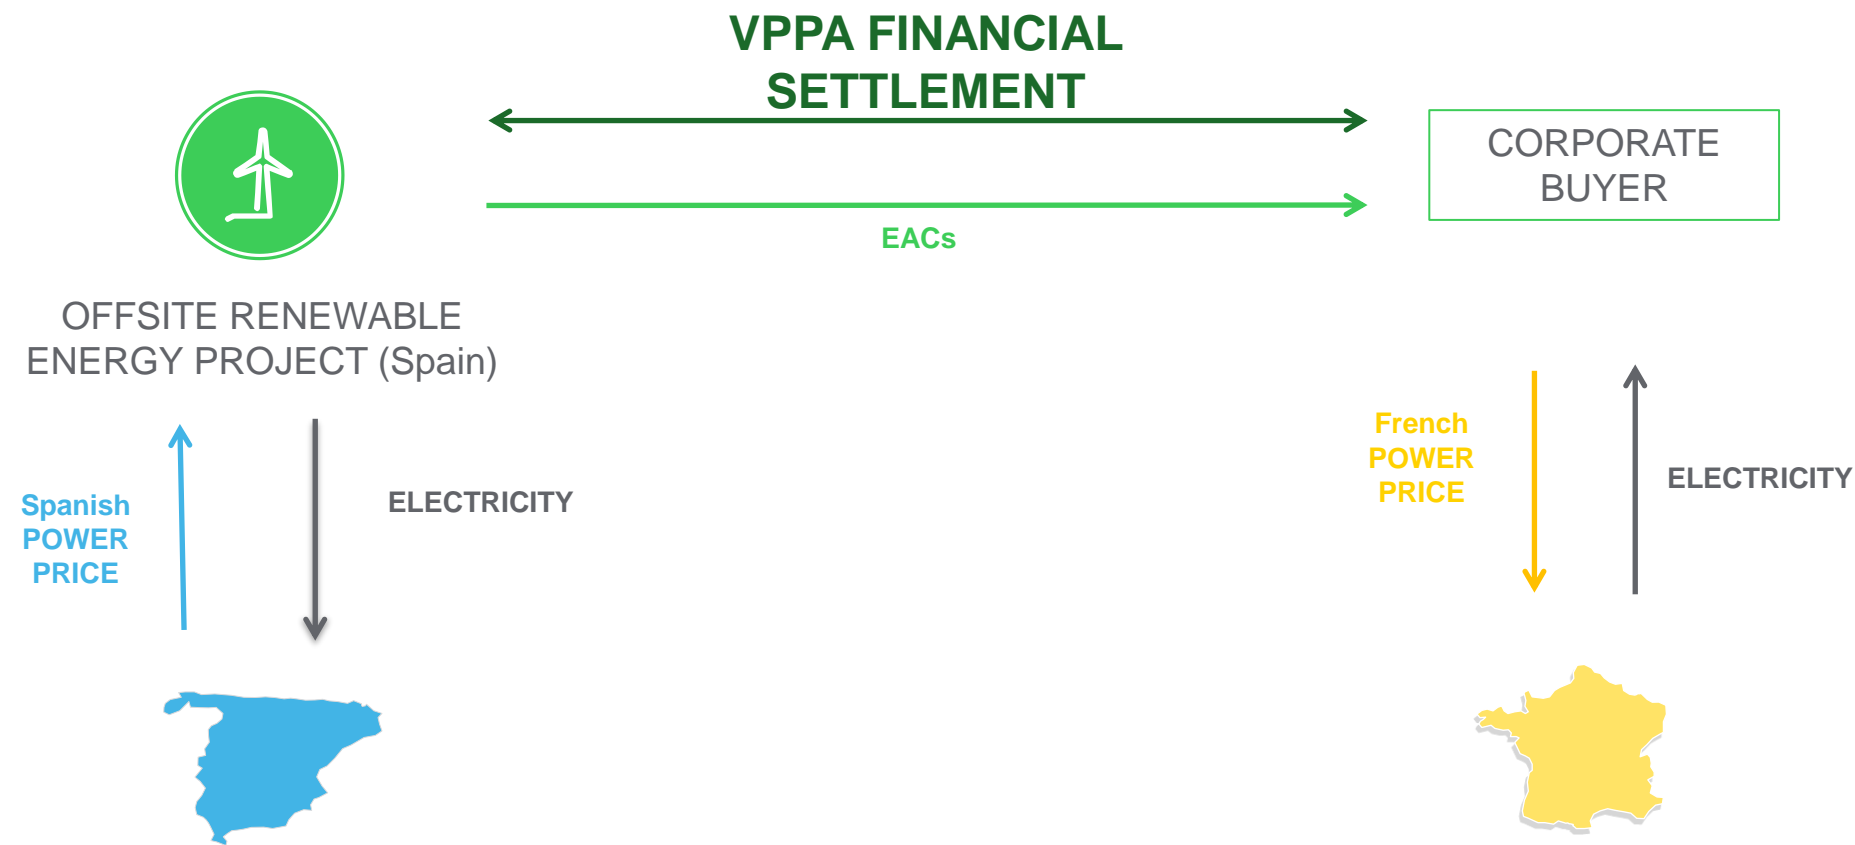 VPPA FINANCIAL
SETTLEMENT
CORPORATE
BUYER
EACs
OFFSITE RENEWABLE
ENERGY PROJECT (Spain)
Spanish
POWER
PRICE
ELECTRICITY
French
POWER
PRICE
ELECTRICITY